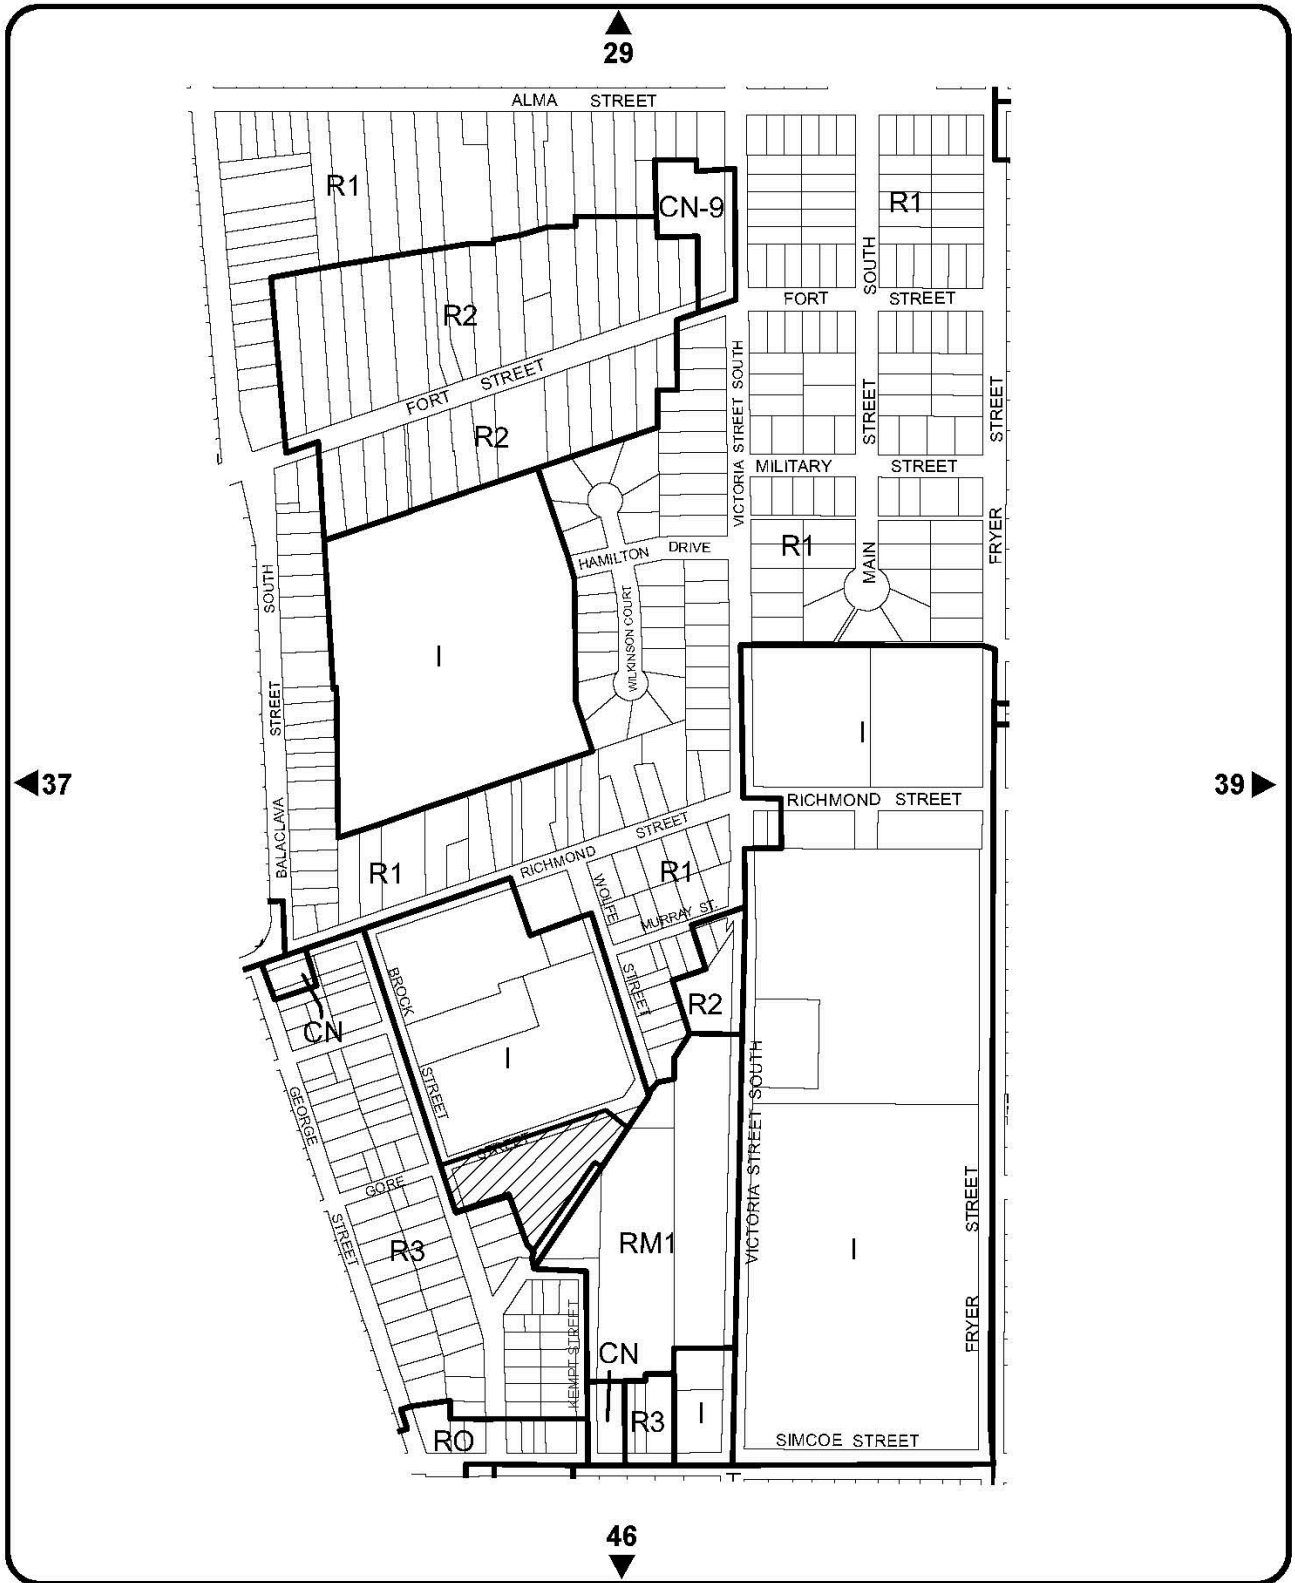 29
ALMA STREET
R1
CN-9
R1
SOUTH
FORT STREET
R2
FORT STREET
VICTORIA STREET SOUTH
STREET
STREET
R2
MILITARY STREET
FRYER
R1
HAMILTON DRIVE
MAIN
SOUTH
WILKINSON COURT
I
STREET
I
37
39
RICHMOND STREET
BALACLAVA
RICHMOND STREET
R1
WOLFE
R1
MURRAY ST.
BROCK
STREET
R2
CN
I
VICTORIA STREET SOUTH
STREET
GEORGE
STREET
GORE
STREET
R3
RM1
I
FRYER STREET
KEMPT STREET
CN
R3
I
RO
SIMCOE STREET
46